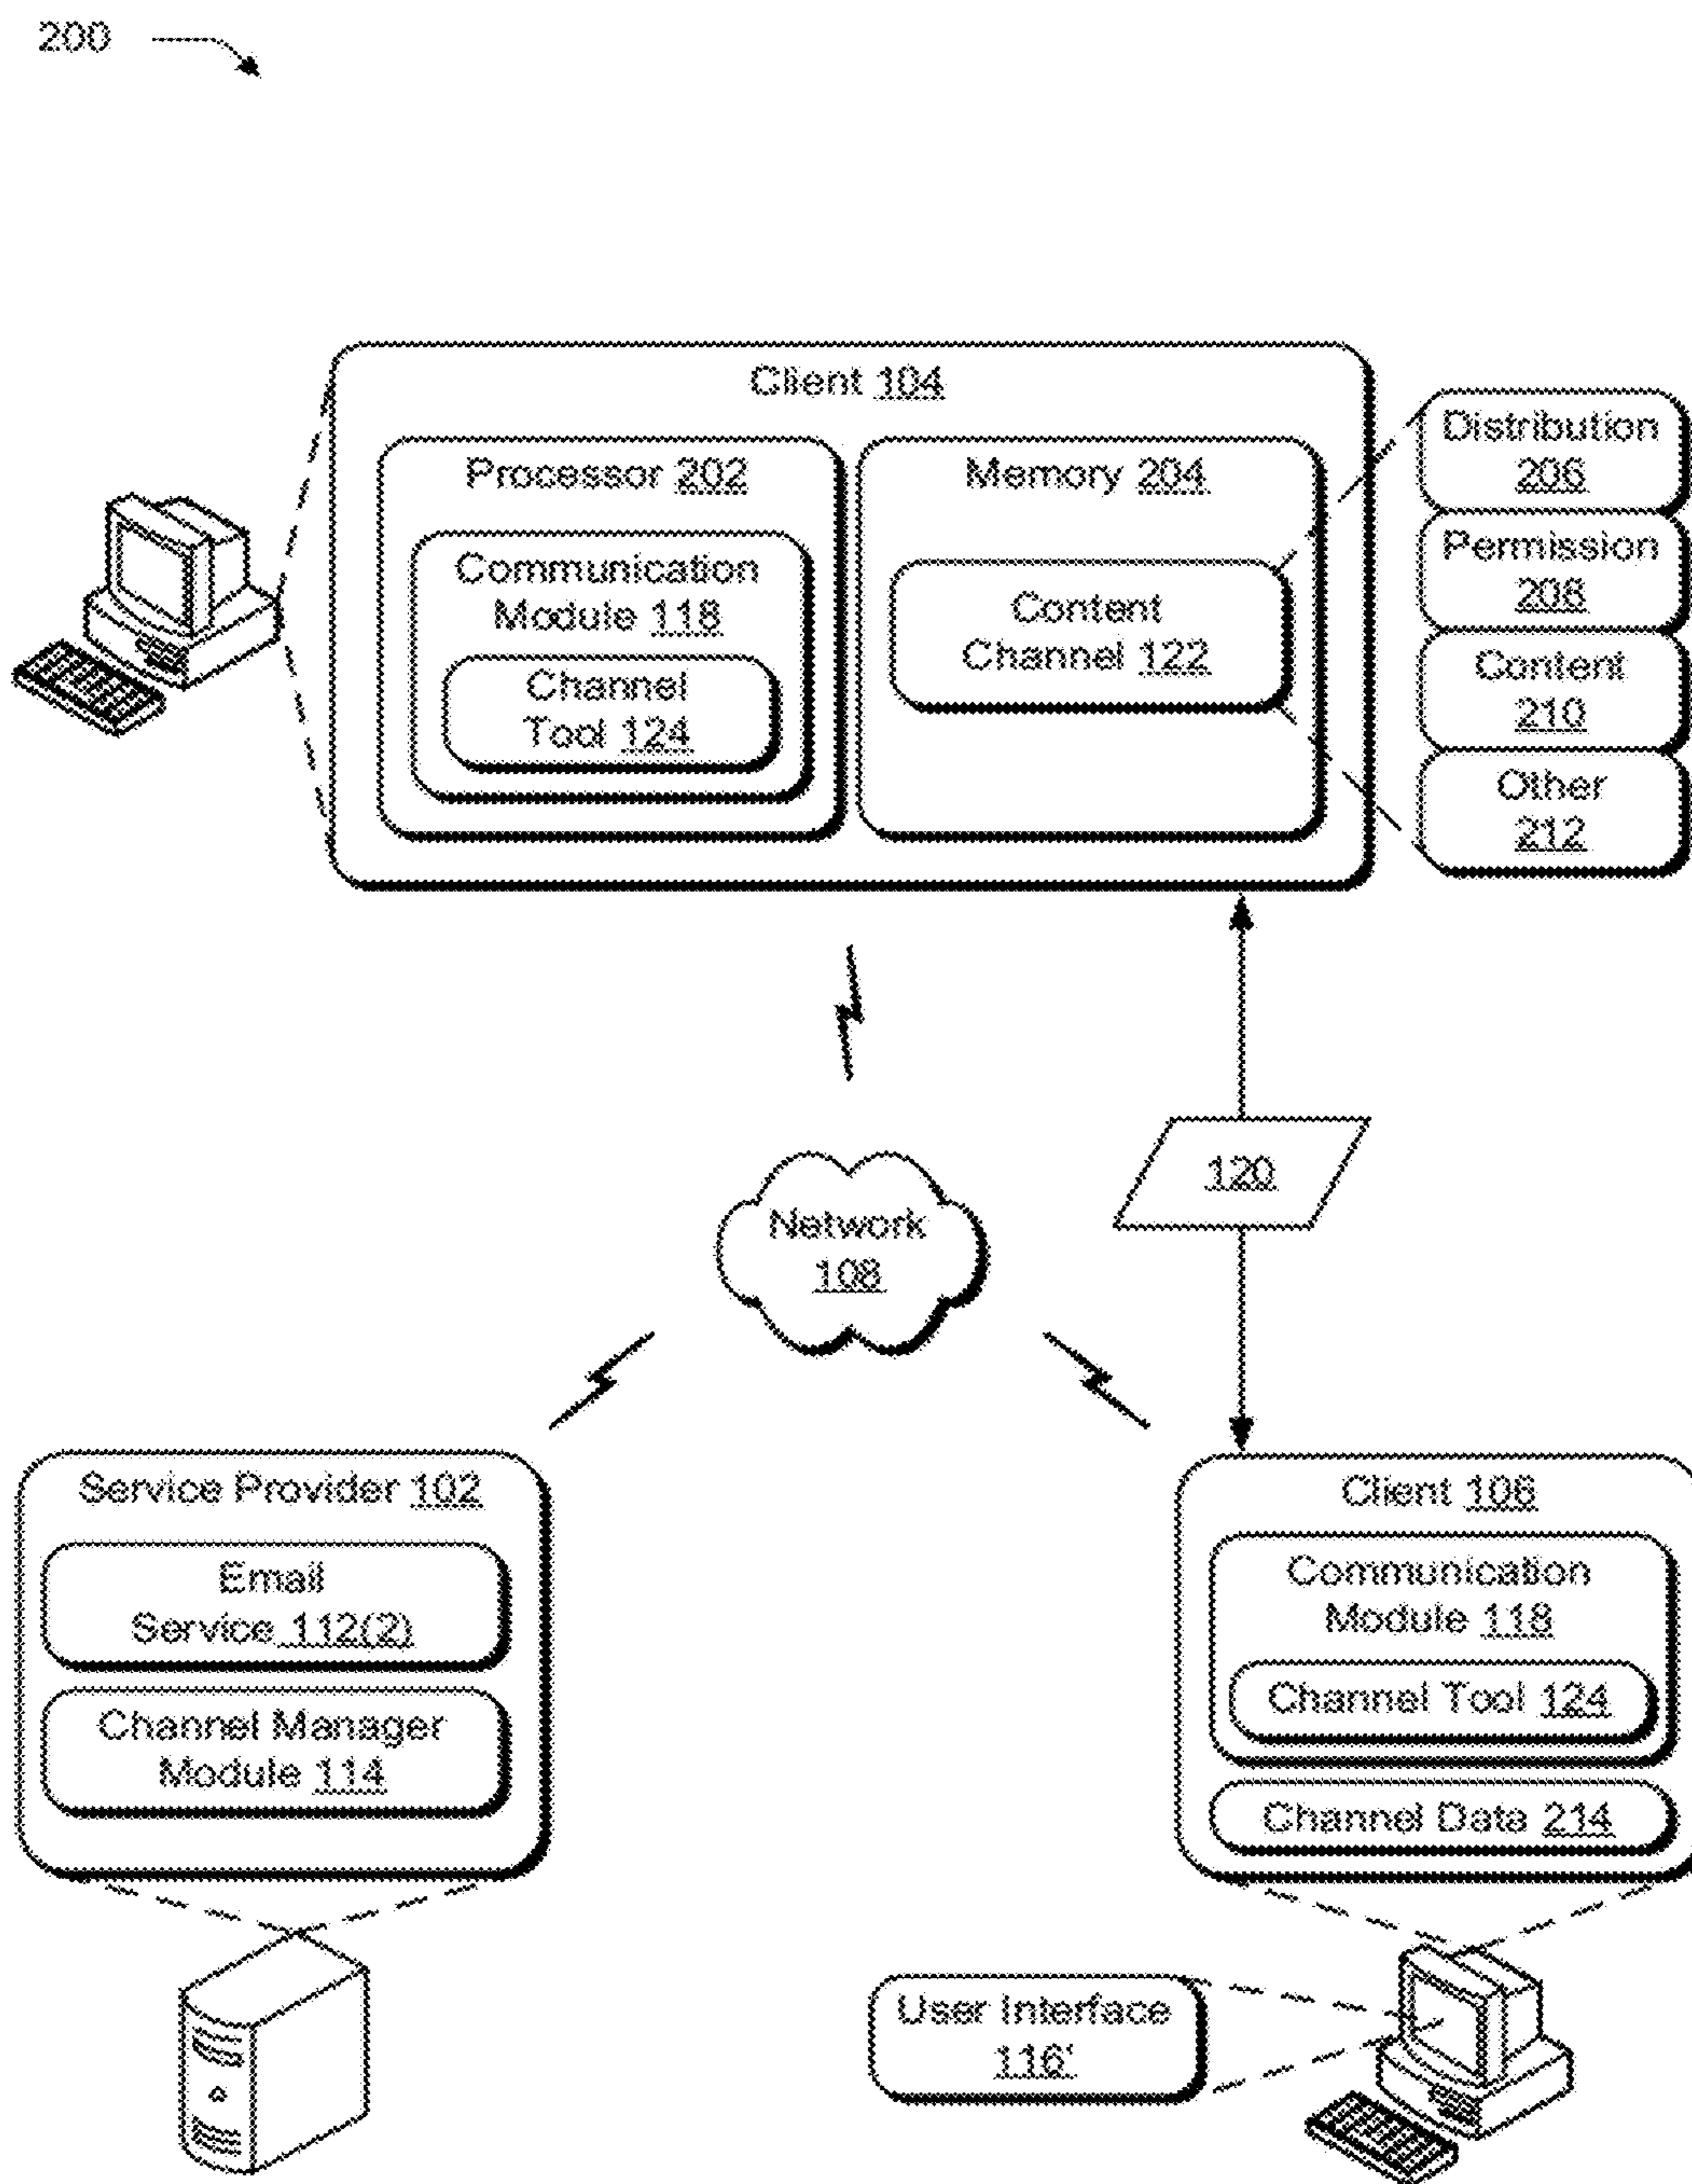 200
Client 104
Processor 202
Communication
Module 118
Channel
Tool 124
Memory 204
Content
Channel 122
Distribution
206
Permission
208
Content
210
Other
212
120
Network
108
Service Provider 102
Email
Service 112(2)
Channel Manager
Module 114
Client 106
Communication
Module 118
Channel Tool 124
Channel Data 214
User Interface
116'